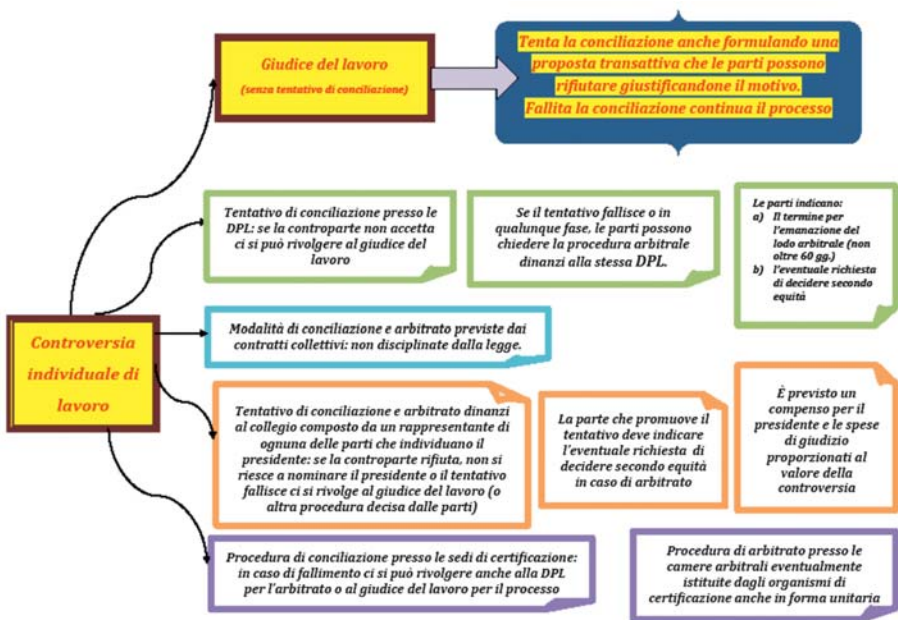 Giudice del lavoro
(senza tentativo di conciliazione)
Tenta la conciliazione anche formulando una
proposta transattiva che le parti possono
rifiutare giustificandone il motivo.
Fallita la conciliazione continua il processo
Tentativo di conciliazione presso le
DPL: se la controparte non accetta
ci si può rivolgere al giudice del
lavoro
Se il tentativo fallisce o in
qualunque fase, le parti possono
chiedere la procedura arbitrale
dinanzi alla stessa DPL.
Le parti indicano:
a) Il termine per
l'emanazione del
lodo arbitrale (non
oltre 60 gg.)
b) l'eventuale richiesta
di decidere secondo
equità
Controversia
individuale di
lavoro
Modalità di conciliazione e arbitrato previste dai
contratti collettivi: non disciplinate dalla legge.
Tentativo di conciliazione e arbitrato dinanzi
al collegio composto da un rappresentante di
ognuna delle parti che individuano il
presidente: se la controparte rifiuta, non si
riesce a nominare il presidente o il tentativo
fallisce ci si rivolge al giudice del lavoro (o
altra procedura decisa dalle parti)
La parte che promuove il
tentativo deve indicare
l'eventuale richiesta di
decidere secondo equità
in caso di arbitrato
È previsto un
compenso per il
presidente e le spese
di giudizio
proporzionati al
valore della
controversia
Procedura di conciliazione presso le sedi di certificazione:
in caso di fallimento ci si può rivolgere anche alla DPL
per l'arbitrato o al giudice del lavoro per il processo
Procedura di arbitrato presso le
camere arbitrali eventualmente
istituite dagli organismi di
certificazione anche in forma unitaria